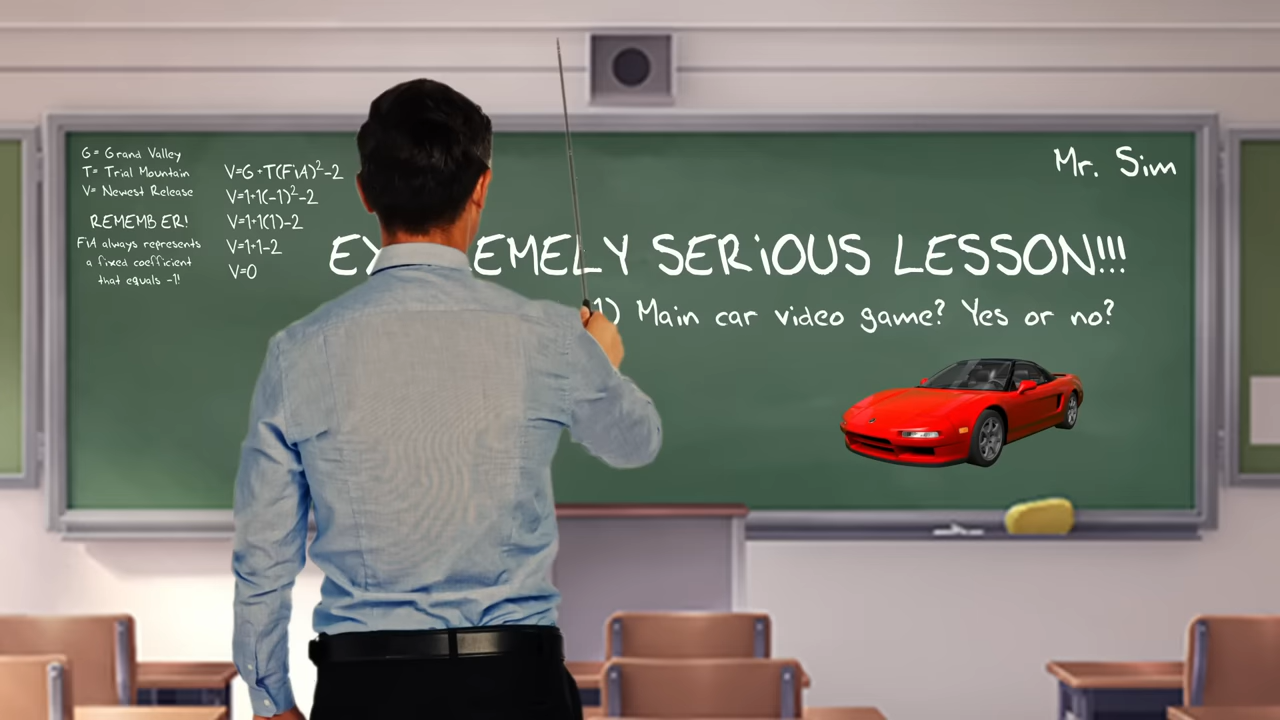 G= Grand Valley
T= Trial Mountain
V= Newest Release
REMEMBER!
FIA always represents
a fixed coefficient
that equals -1!
V=G+T(FIA)²-2
V=1+1(-1)²-2
V=1+1(1)-2
V=1+1-2
V=0
Mr. Sim
EX EMELY SERIOUS LESSON!!!
1) Main car video game? Yes or no?